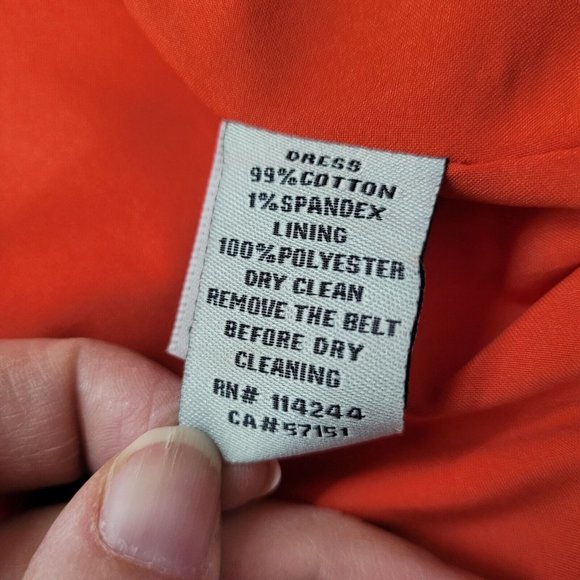 DRESS
99%COTTON
1%SPANDEX
LINING
100%POLYESTER
DRY CLEAN
REMOVE THE BELT
BEFORE DRY
CLEANING
RN# 114244
CA#57151